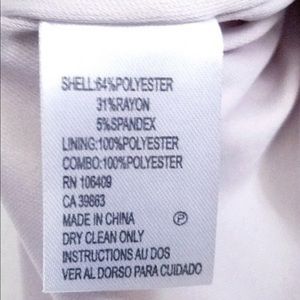 SHELL:64%POLYESTER
31%RAYON
5%SPANDEX
LINING:100%POLYESTER
COMBO:100%POLYESTER
RN 106409
CA 39863
MADE IN CHINA Ⓟ
DRY CLEAN ONLY
INSTRUCTIONS AU DOS
VER AL DORSO PARA CUIDADO